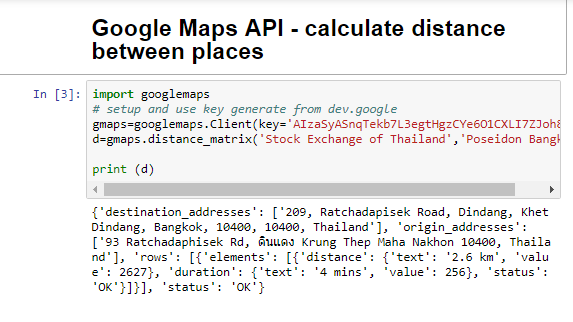 Google Maps API - calculate distance
between places
In [3]:
import googlemaps
# setup and use key generate from dev.google
gmaps=googlemaps.Client(key='AIzaSyASnqTekb7L3egtHgzCYe6O1CXLI7ZJoh8
d=gmaps.distance_matrix('Stock Exchange of Thailand','Poseidon Bangk
print (d)
{'destination_addresses': ['209, Ratchadapisek Road, Dindang, Khet
Dindang, Bangkok, 10400, 10400, Thailand'], 'origin_addresses':
['93 Ratchadaphisek Rd, ดินแดง Krung Thep Maha Nakhon 10400, Thaila
nd'], 'rows': [{'elements': [{'distance': {'text': '2.6 km', 'valu
e': 2627}, 'duration': {'text': '4 mins', 'value': 256}, 'status':
'OK'}]}], 'status': 'OK'}